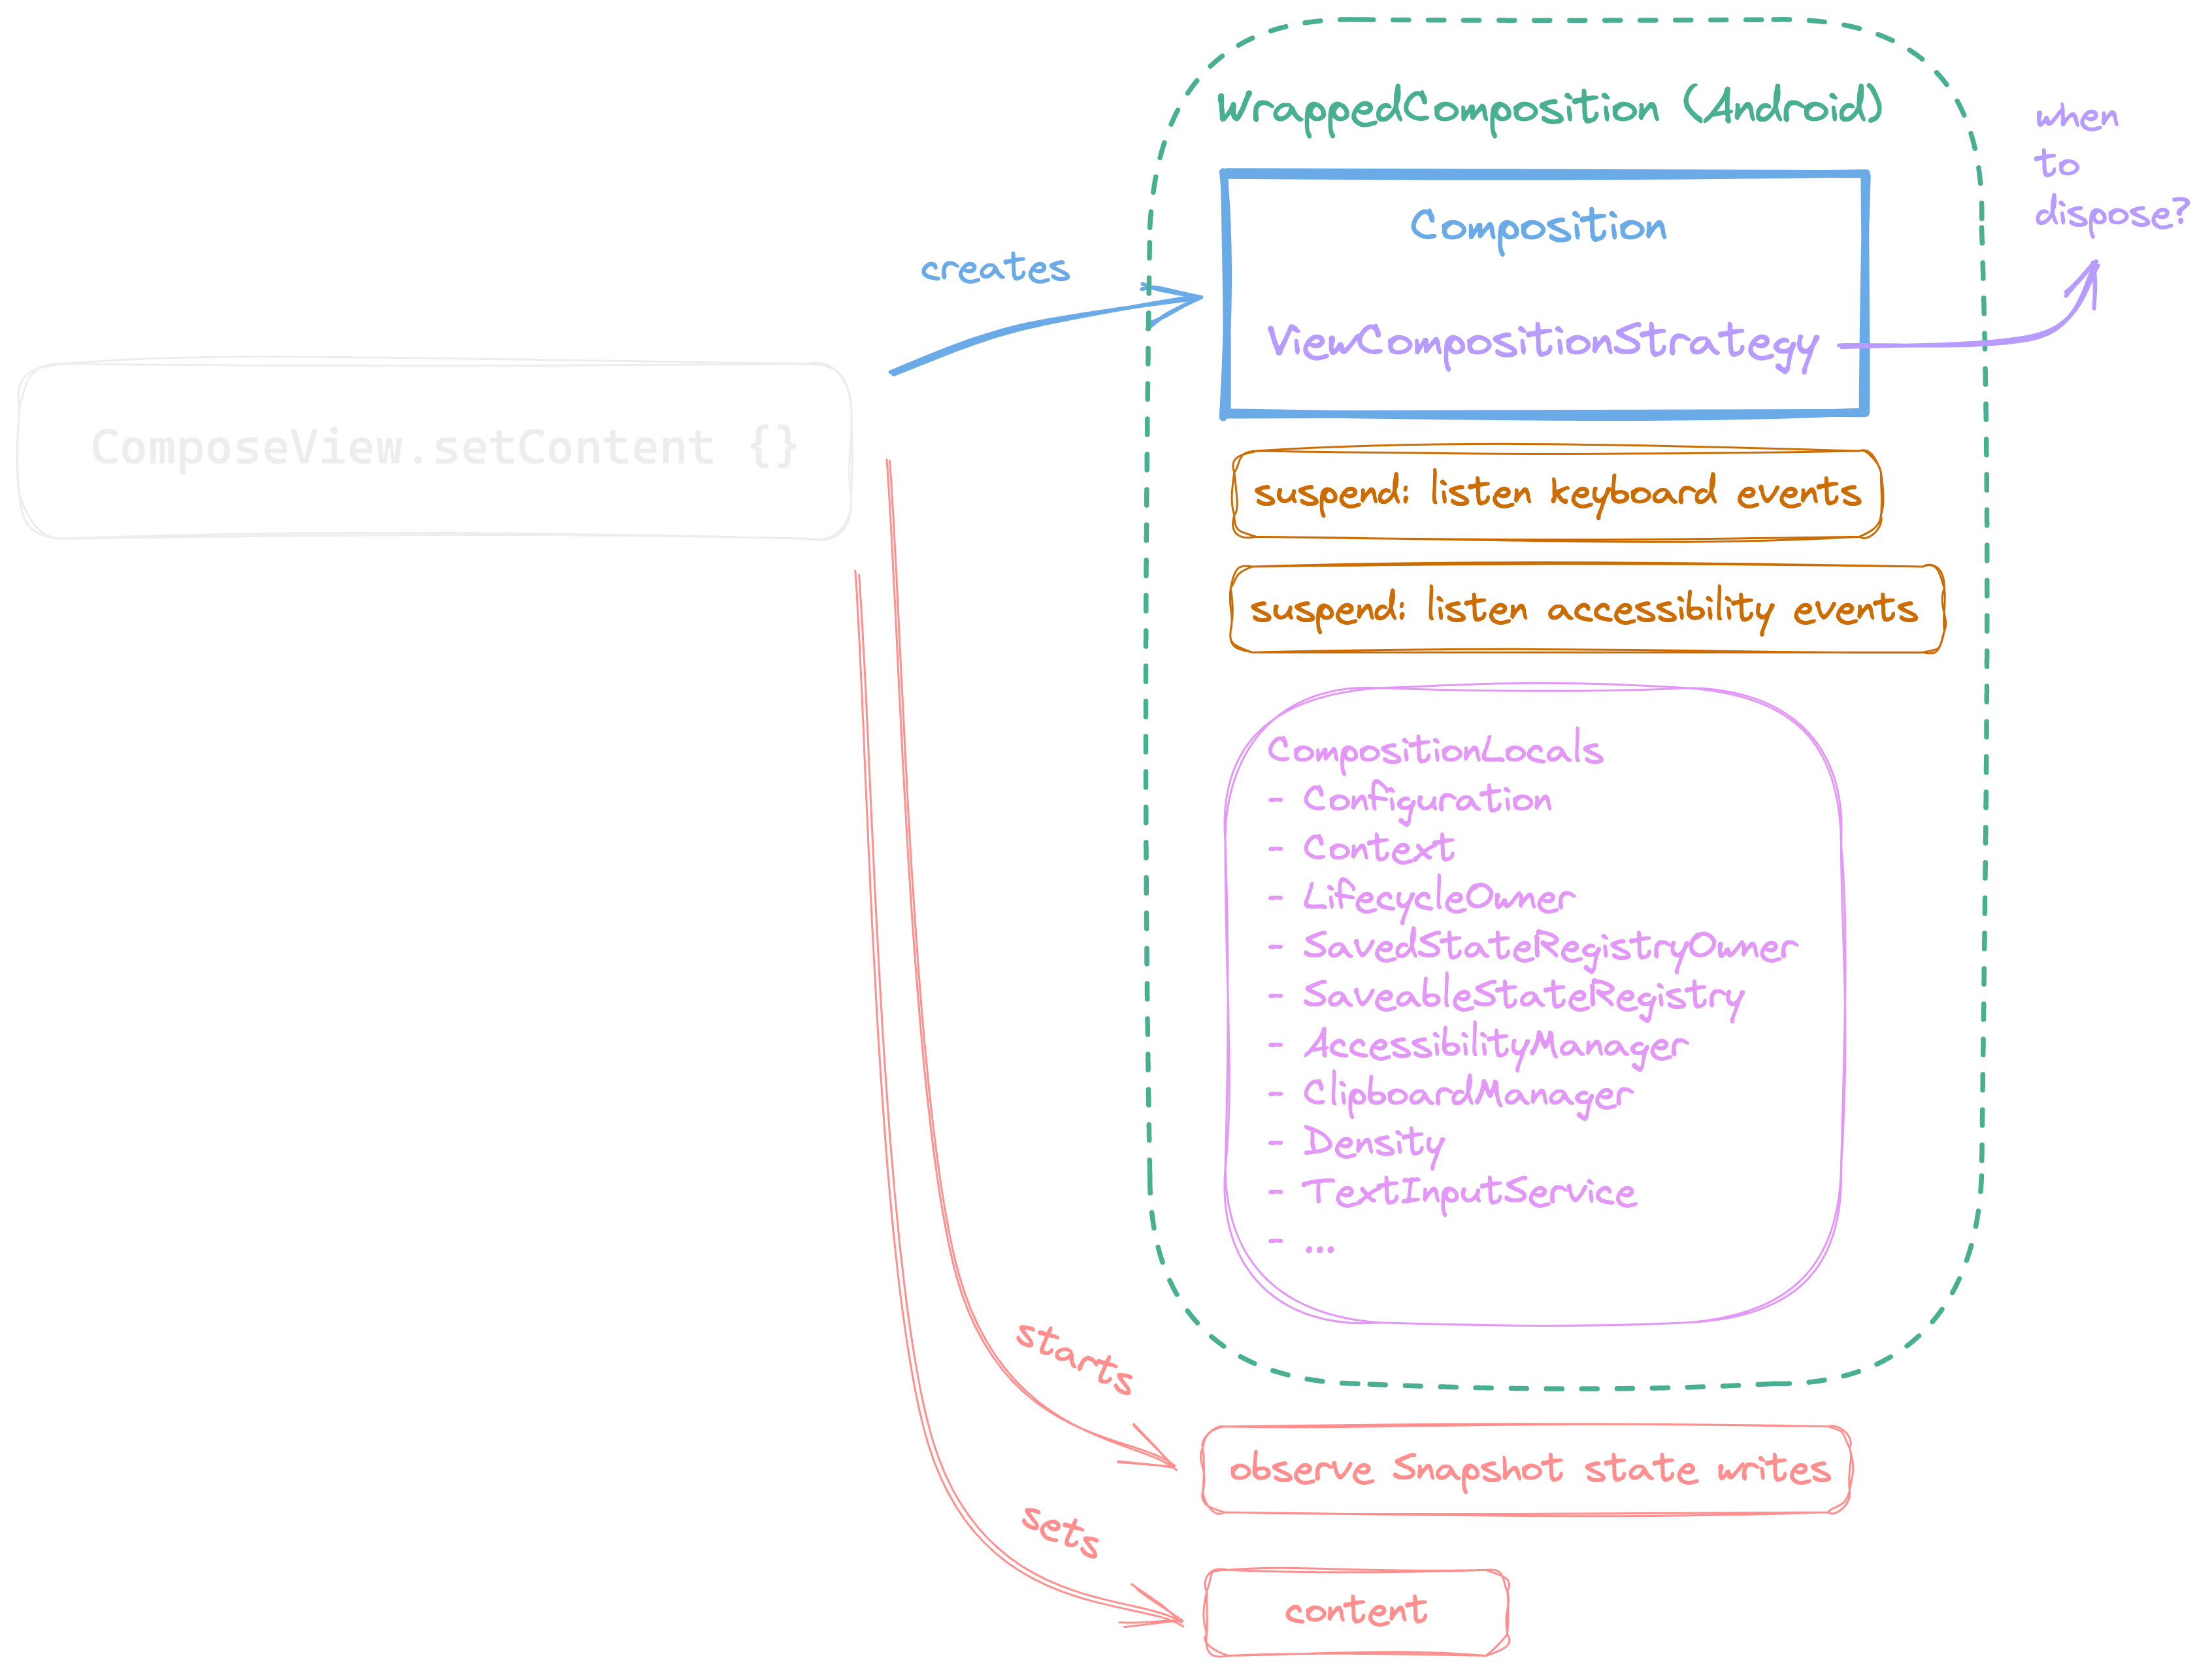 WrappedComposition (Android)
when
to
dispose?
Composition
creates
ViewCompositionStrategy
ComposeView.setContent {}
suspend: listen keyboard events
suspend: listen accessibility events
CompositionLocals
- Configuration
- Context
- LifecycleOwner
- SavedStateRegistryOwner
- SaveableStateRegistry
- AccessibilityManager
- ClipboardManager
- Density
- TextInputService
- ...
starts
observe Snapshot state writes
sets
content